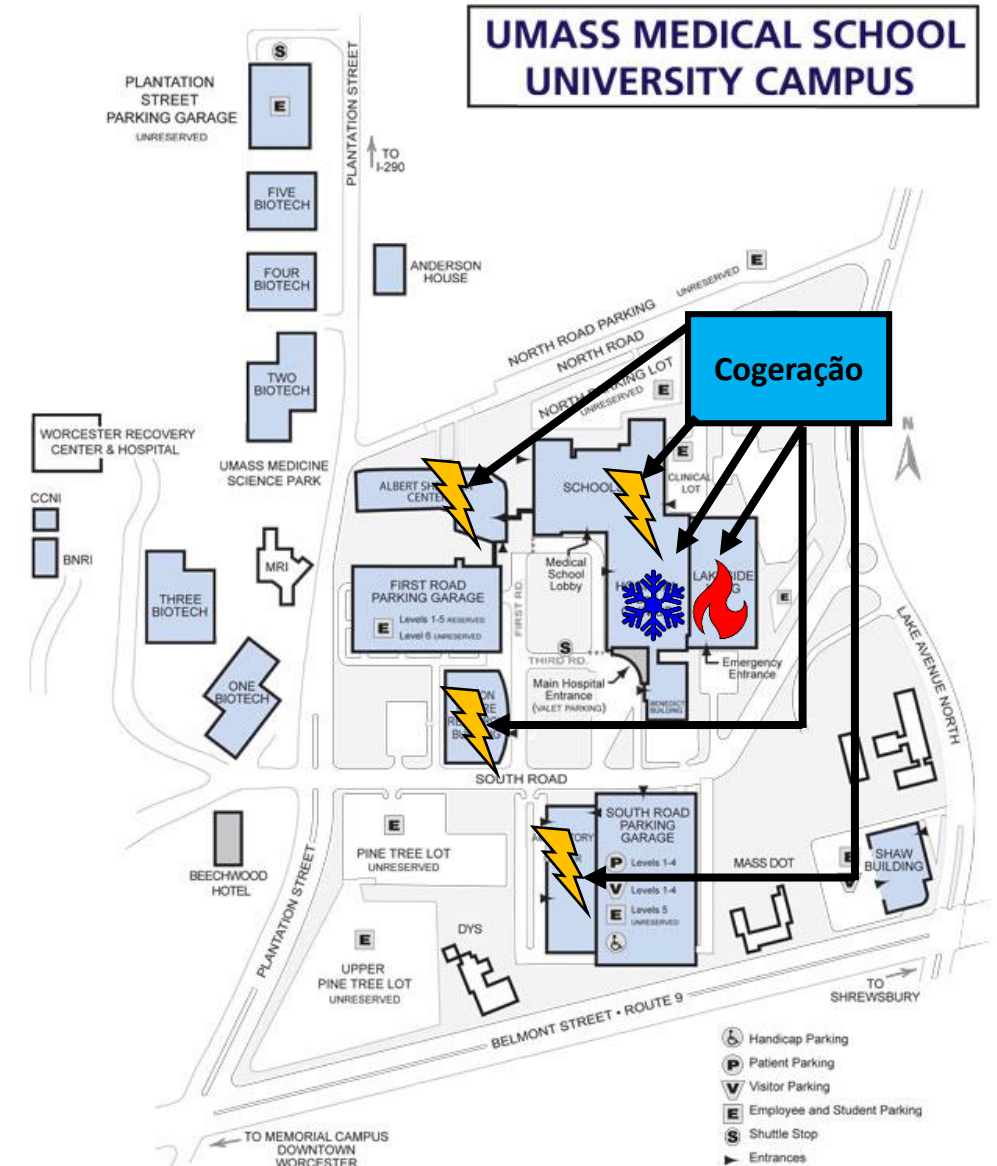 UMASS MEDICAL SCHOOL
UNIVERSITY CAMPUS
S
PLANTATION
STREET
PARKING GARAGE
UNRESERVED
E
PLANTATION STREET
TO
I-290
FIVE
BIOTECH
FOUR
BIOTECH
ANDERSON
HOUSE
TWO
BIOTECH
E
UNRESERVED
NORTH ROAD PARKING
NORTH ROAD
NORTH PARKING LOT
UNRESERVED
E
Cogeração
N
WORCESTER RECOVERY
CENTER & HOSPITAL
UMASS MEDICINE
SCIENCE PARK
CCNI
BNRI
MRI
THREE
BIOTECH
ONE
BIOTECH
ALBERT
SCHOOL
E
CLINICAL
LOT
Medical
School
Lobby
FIRST ROAD
PARKING GARAGE
E
Levels 1-5 RESERVED
Level 6 UNRESERVED
FIRST RD.
S
THIRD RD.
E
Emergency
Entrance
Main Hospital
Entrance
(VALET PARKING)
BENEDICT
BUILDING
LAKE AVENUE NORTH
SOUTH ROAD
BEECHWOOD
HOTEL
PLANTATION STREET
E
PINE TREE LOT
UNRESERVED
E
UPPER
PINE TREE LOT
UNRESERVED
DYS
SOUTH ROAD
PARKING
GARAGE
P Levels 1-4
V Levels 1-4
E Levels 5
UNRESERVED
MASS DOT
E
V
SHAW
BUILDING
BELMONT STREET • ROUTE 9
TO
SHREWSBURY
TO MEMORIAL CAMPUS
DOWNTOWN
WORCESTER
Handicap Parking
P Patient Parking
V Visitor Parking
E Employee and Student Parking
S Shuttle Stop
Entrances